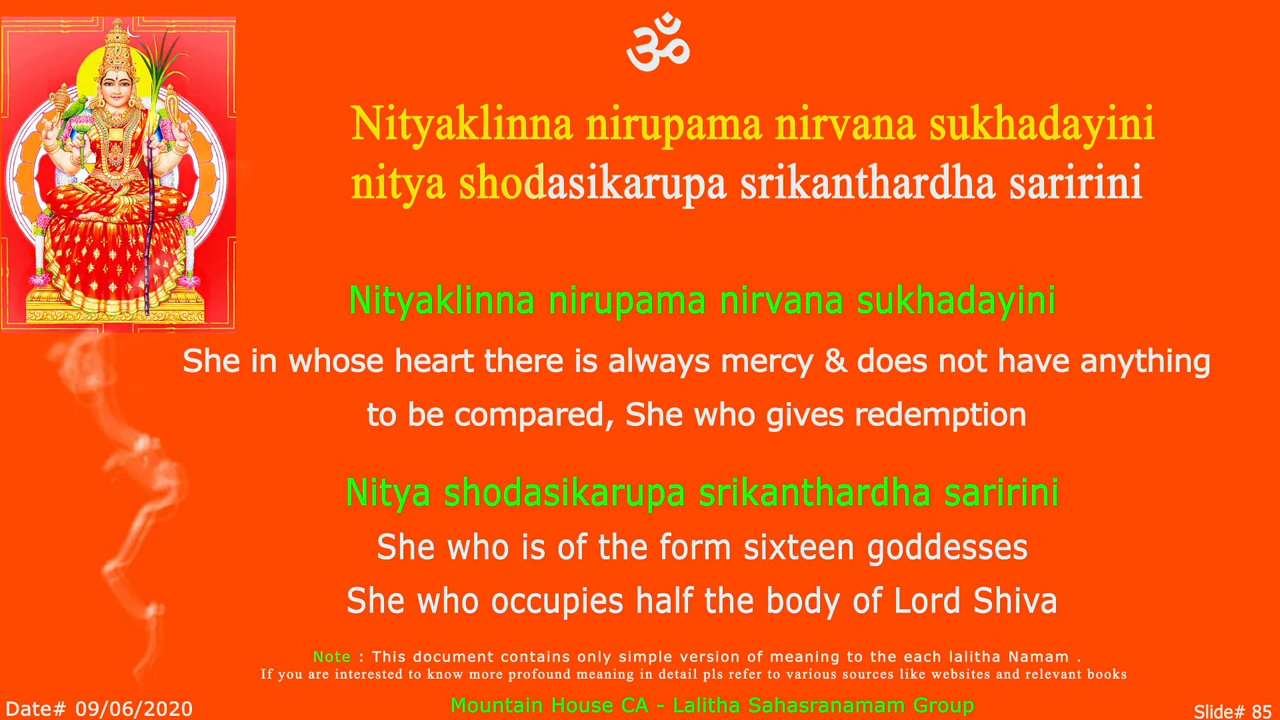 ॐ
Nityaklinna nirupama nirvana sukhadayini
nitya shodasikarupa srikanthardha saririni
Nityaklinna nirupama nirvana sukhadayini
She in whose heart there is always mercy & does not have anything
to be compared, She who gives redemption
Nitya shodasikarupa srikanthardha saririni
She who is of the form sixteen goddesses
She who occupies half the body of Lord Shiva
Note : This document contains only simple version of meaning to the each lalitha Namam .
If you are interested to know more profound meaning in detail pls refer to various sources like websites and relevant books
Date# 09/06/2020
Mountain House CA - Lalitha Sahasranamam Group
Slide# 85